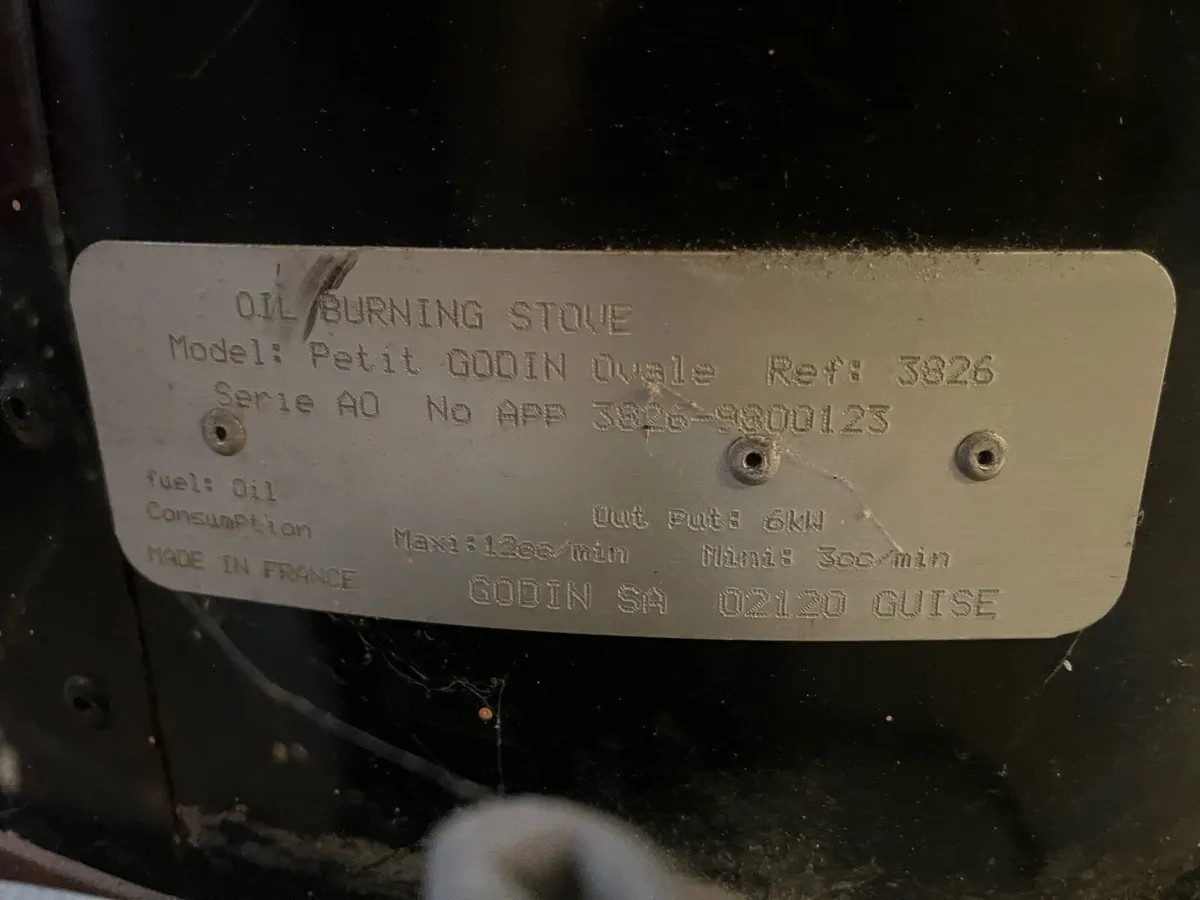 OIL BURNING STOVE
Model: Petit GODIN Ovale Ref: 3826
Serie A0 No APP 3826-9800123
fuel: Oil
Out Put: 6kW
Consumption Maxi:12cc/min Mini: 3cc/min
MADE IN FRANCE
GODIN SA 02120 GUISE